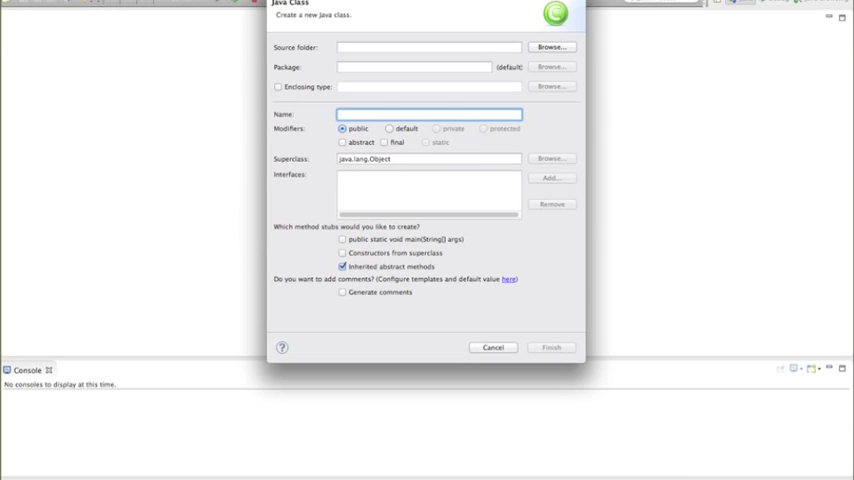 Java Class
Create a new Java class.
Source folder: Browse...
Package: (default) Browse...
Enclosing type: Browse...
Name:
Modifiers: public default private protected
abstract final static
Superclass: java.lang.Object Browse...
Interfaces: Add...
Remove
Which method stubs would you like to create?
public static void main(String[] args)
Constructors from superclass
Inherited abstract methods
Do you want to add comments? (Configure templates and default value here)
Generate comments
? Cancel Finish
Console
No consoles to display at this time.